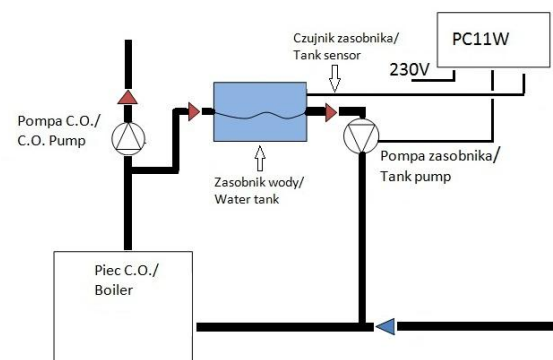 Czujnik zasobnika/
Tank sensor
PC11W
230V
Pompa C.O./
C.O. Pump
Pompa zasobnika/
Tank pump
Zasobnik wody/
Water tank
Piec C.O./
Boiler